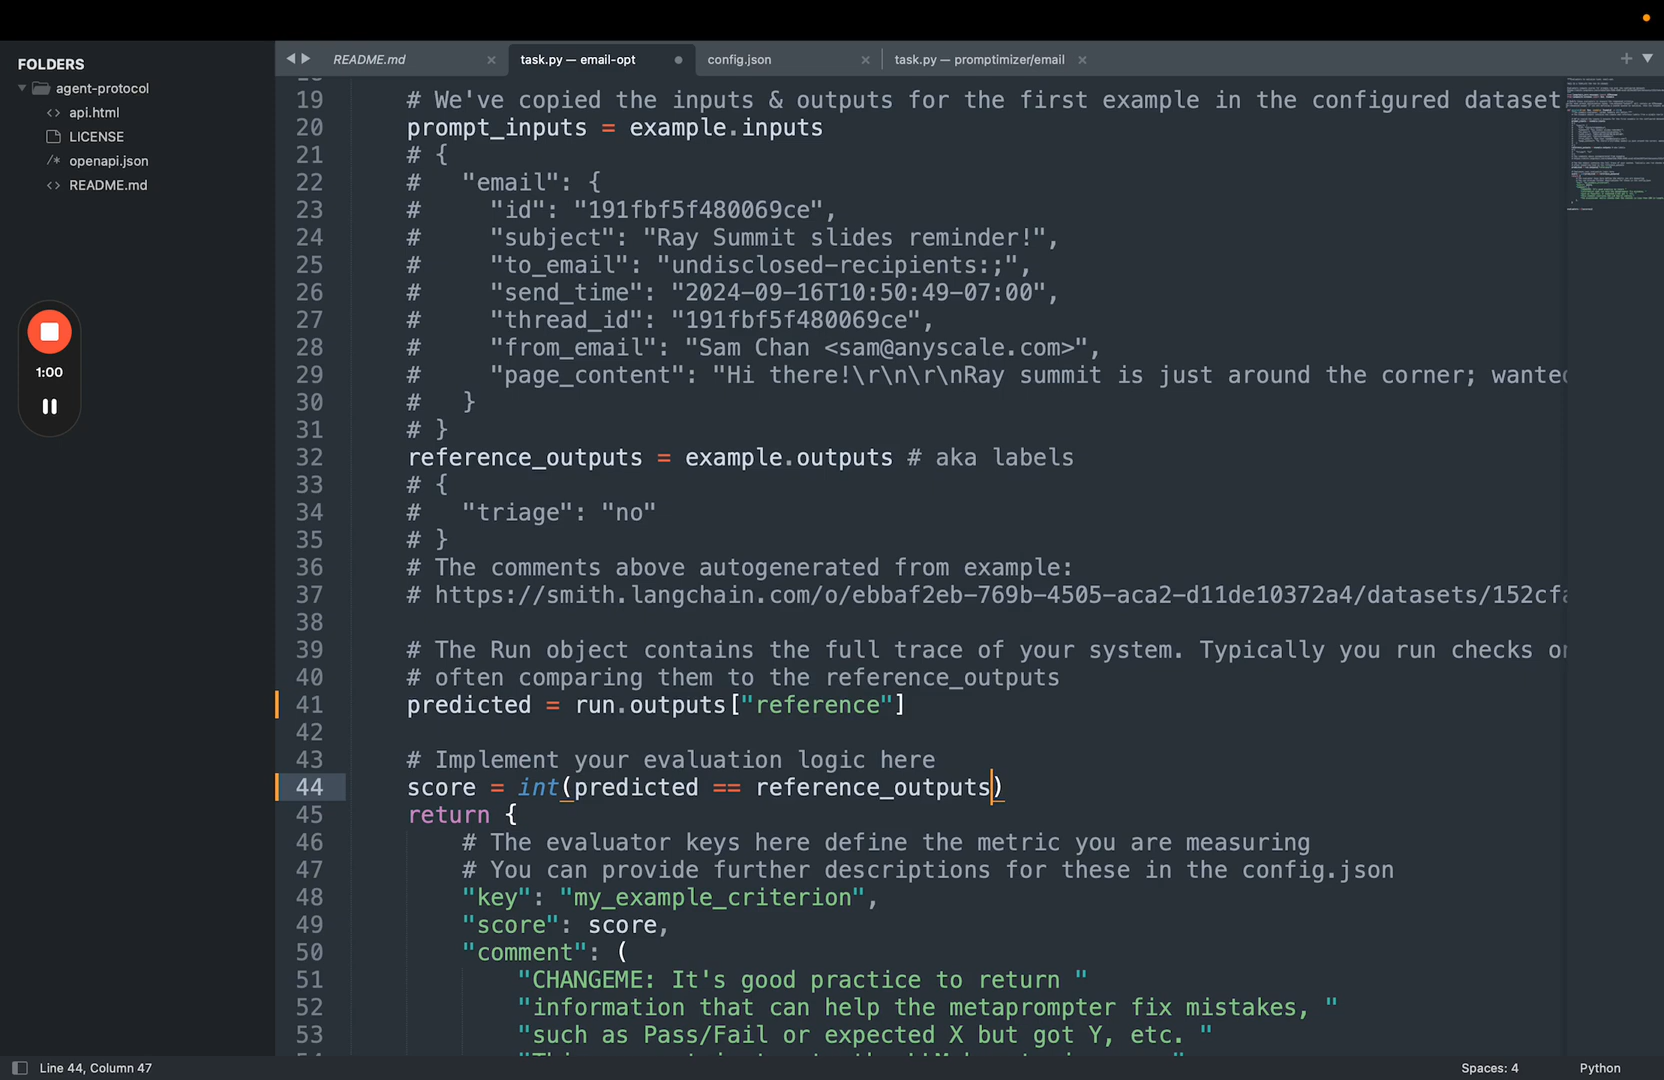 FOLDERS
agent-protocol
<> api.html
LICENSE
/* openapi.json
<> README.md
1:00
README.md
task.py — email-opt
config.json
task.py — promptimizer/email
19 # We've copied the inputs & outputs for the first example in the configured dataset
20 prompt_inputs = example.inputs
21 # {
22 #   "email": {
23 #     "id": "191fbf5f480069ce",
24 #     "subject": "Ray Summit slides reminder!",
25 #     "to_email": "undisclosed-recipients:;",
26 #     "send_time": "2024-09-16T10:50:49-07:00",
27 #     "thread_id": "191fbf5f480069ce",
28 #     "from_email": "Sam Chan <sam@anyscale.com>",
29 #     "page_content": "Hi there!\r\n\r\nRay summit is just around the corner; wanted
30 #   }
31 # }
32 reference_outputs = example.outputs # aka labels
33 # {
34 #   "triage": "no"
35 # }
36 # The comments above autogenerated from example:
37 # https://smith.langchain.com/o/ebbaf2eb-769b-4505-aca2-d11de10372a4/datasets/152cfa
38
39 # The Run object contains the full trace of your system. Typically you run checks on
40 # often comparing them to the reference_outputs
41 predicted = run.outputs["reference"]
42
43 # Implement your evaluation logic here
44 score = int(predicted == reference_outputs)
45 return {
46     # The evaluator keys here define the metric you are measuring
47     # You can provide further descriptions for these in the config.json
48     "key": "my_example_criterion",
49     "score": score,
50     "comment": (
51         "CHANGEME: It's good practice to return "
52         "information that can help the metaprompter fix mistakes, "
53         "such as Pass/Fail or expected X but got Y, etc. "
Line 44, Column 47
Spaces: 4
Python